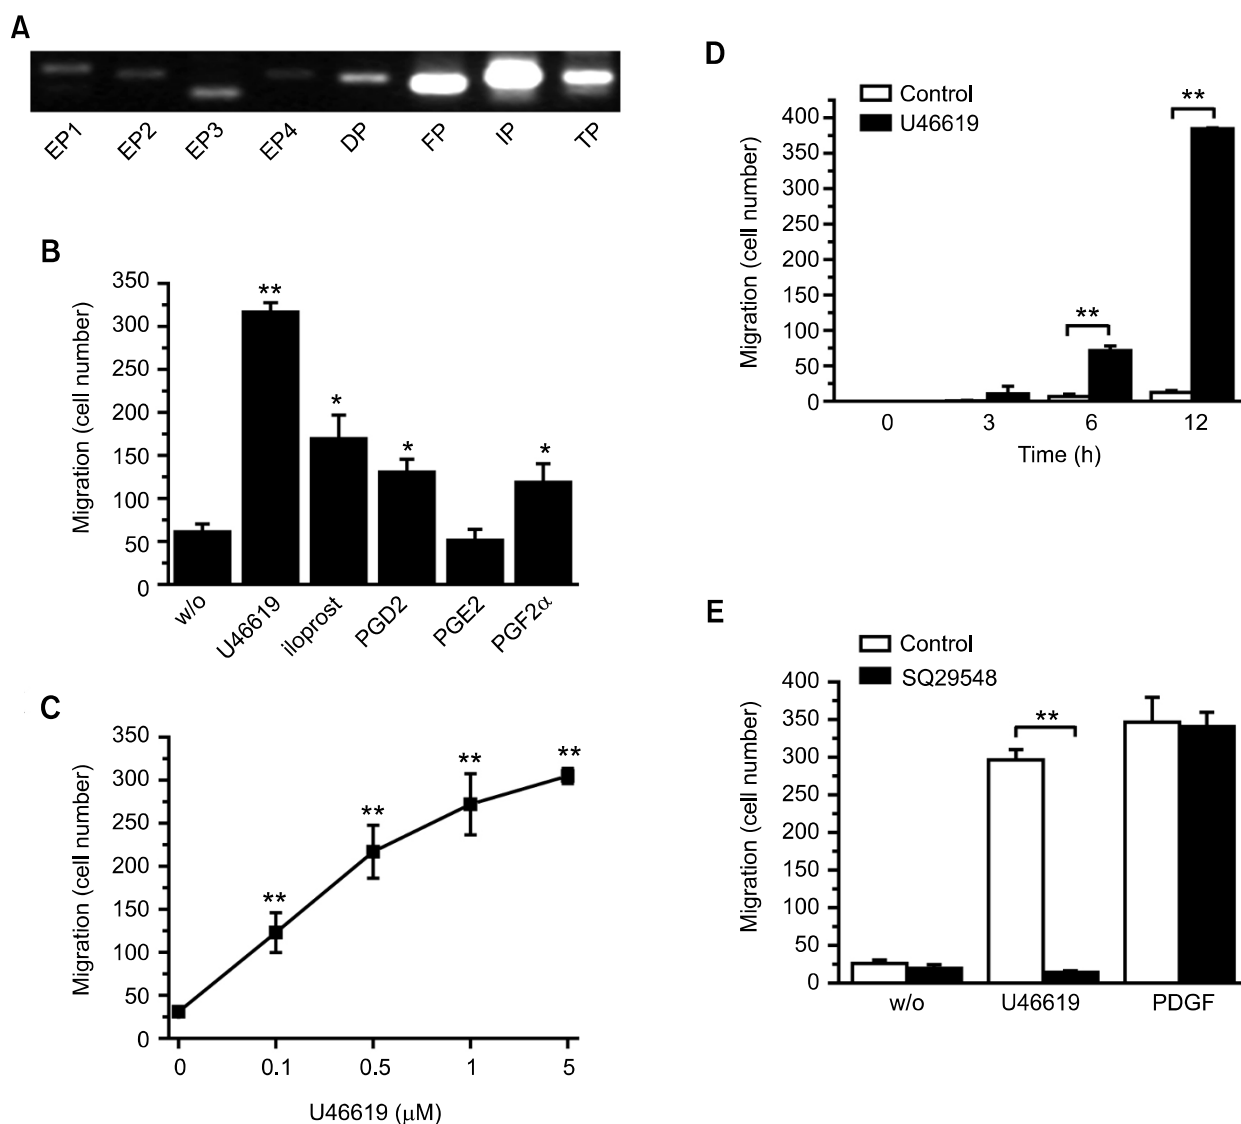 A
EP1 EP2 EP3 EP4 DP FP IP TP
B
Migration (cell number)
350
300
250
200
150
100
50
0
**
*
*
*
w/o U46619 iloprost PGD2 PGE2 PGF2α
C
Migration (cell number)
350
300
250
200
150
100
50
0
**
**
**
**
0 0.1 0.5 1 5
U46619 (μM)
D
Control
U46619
Migration (cell number)
400
350
300
250
200
150
100
50
0
**
**
0 3 6 12
Time (h)
E
Control
SQ29548
Migration (cell number)
400
350
300
250
200
150
100
50
0
**
w/o U46619 PDGF